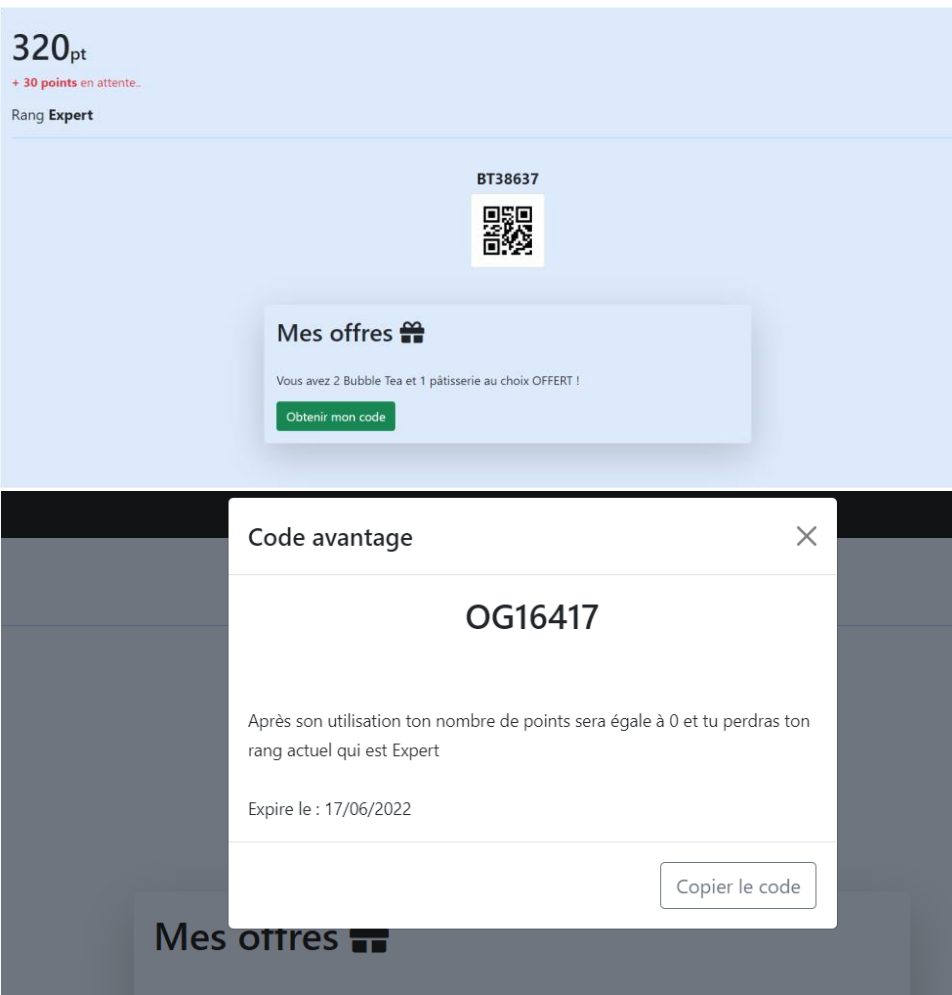 320pt
+ 30 points en attente..
Rang Expert
BT38637
Mes offres
Vous avez 2 Bubble Tea et 1 pâtisserie au choix OFFERT !
Obtenir mon code
Code avantage
OG16417
Après son utilisation ton nombre de points sera égale à 0 et tu perdras ton
rang actuel qui est Expert
Expire le : 17/06/2022
Copier le code
Mes offres